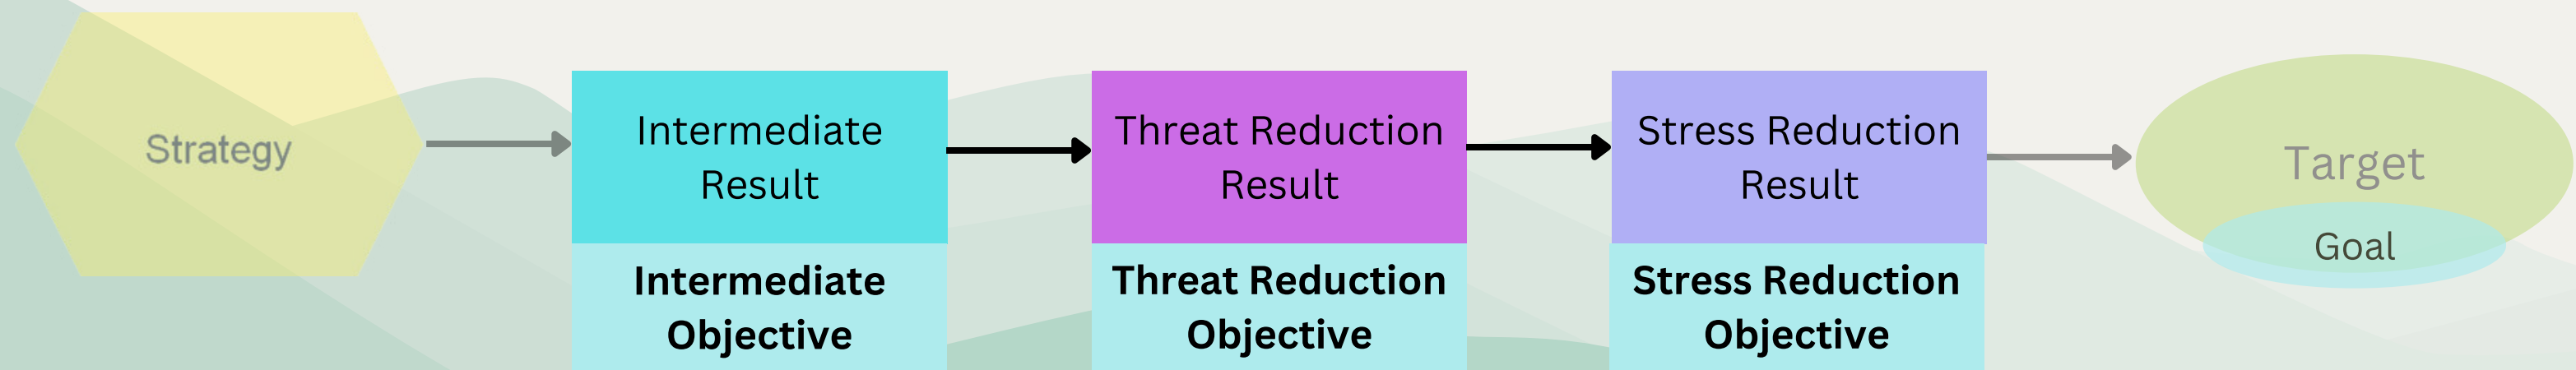 Strategy
Intermediate
Result
Intermediate
Objective
Threat Reduction
Result
Threat Reduction
Objective
Stress Reduction
Result
Stress Reduction
Objective
Target
Goal